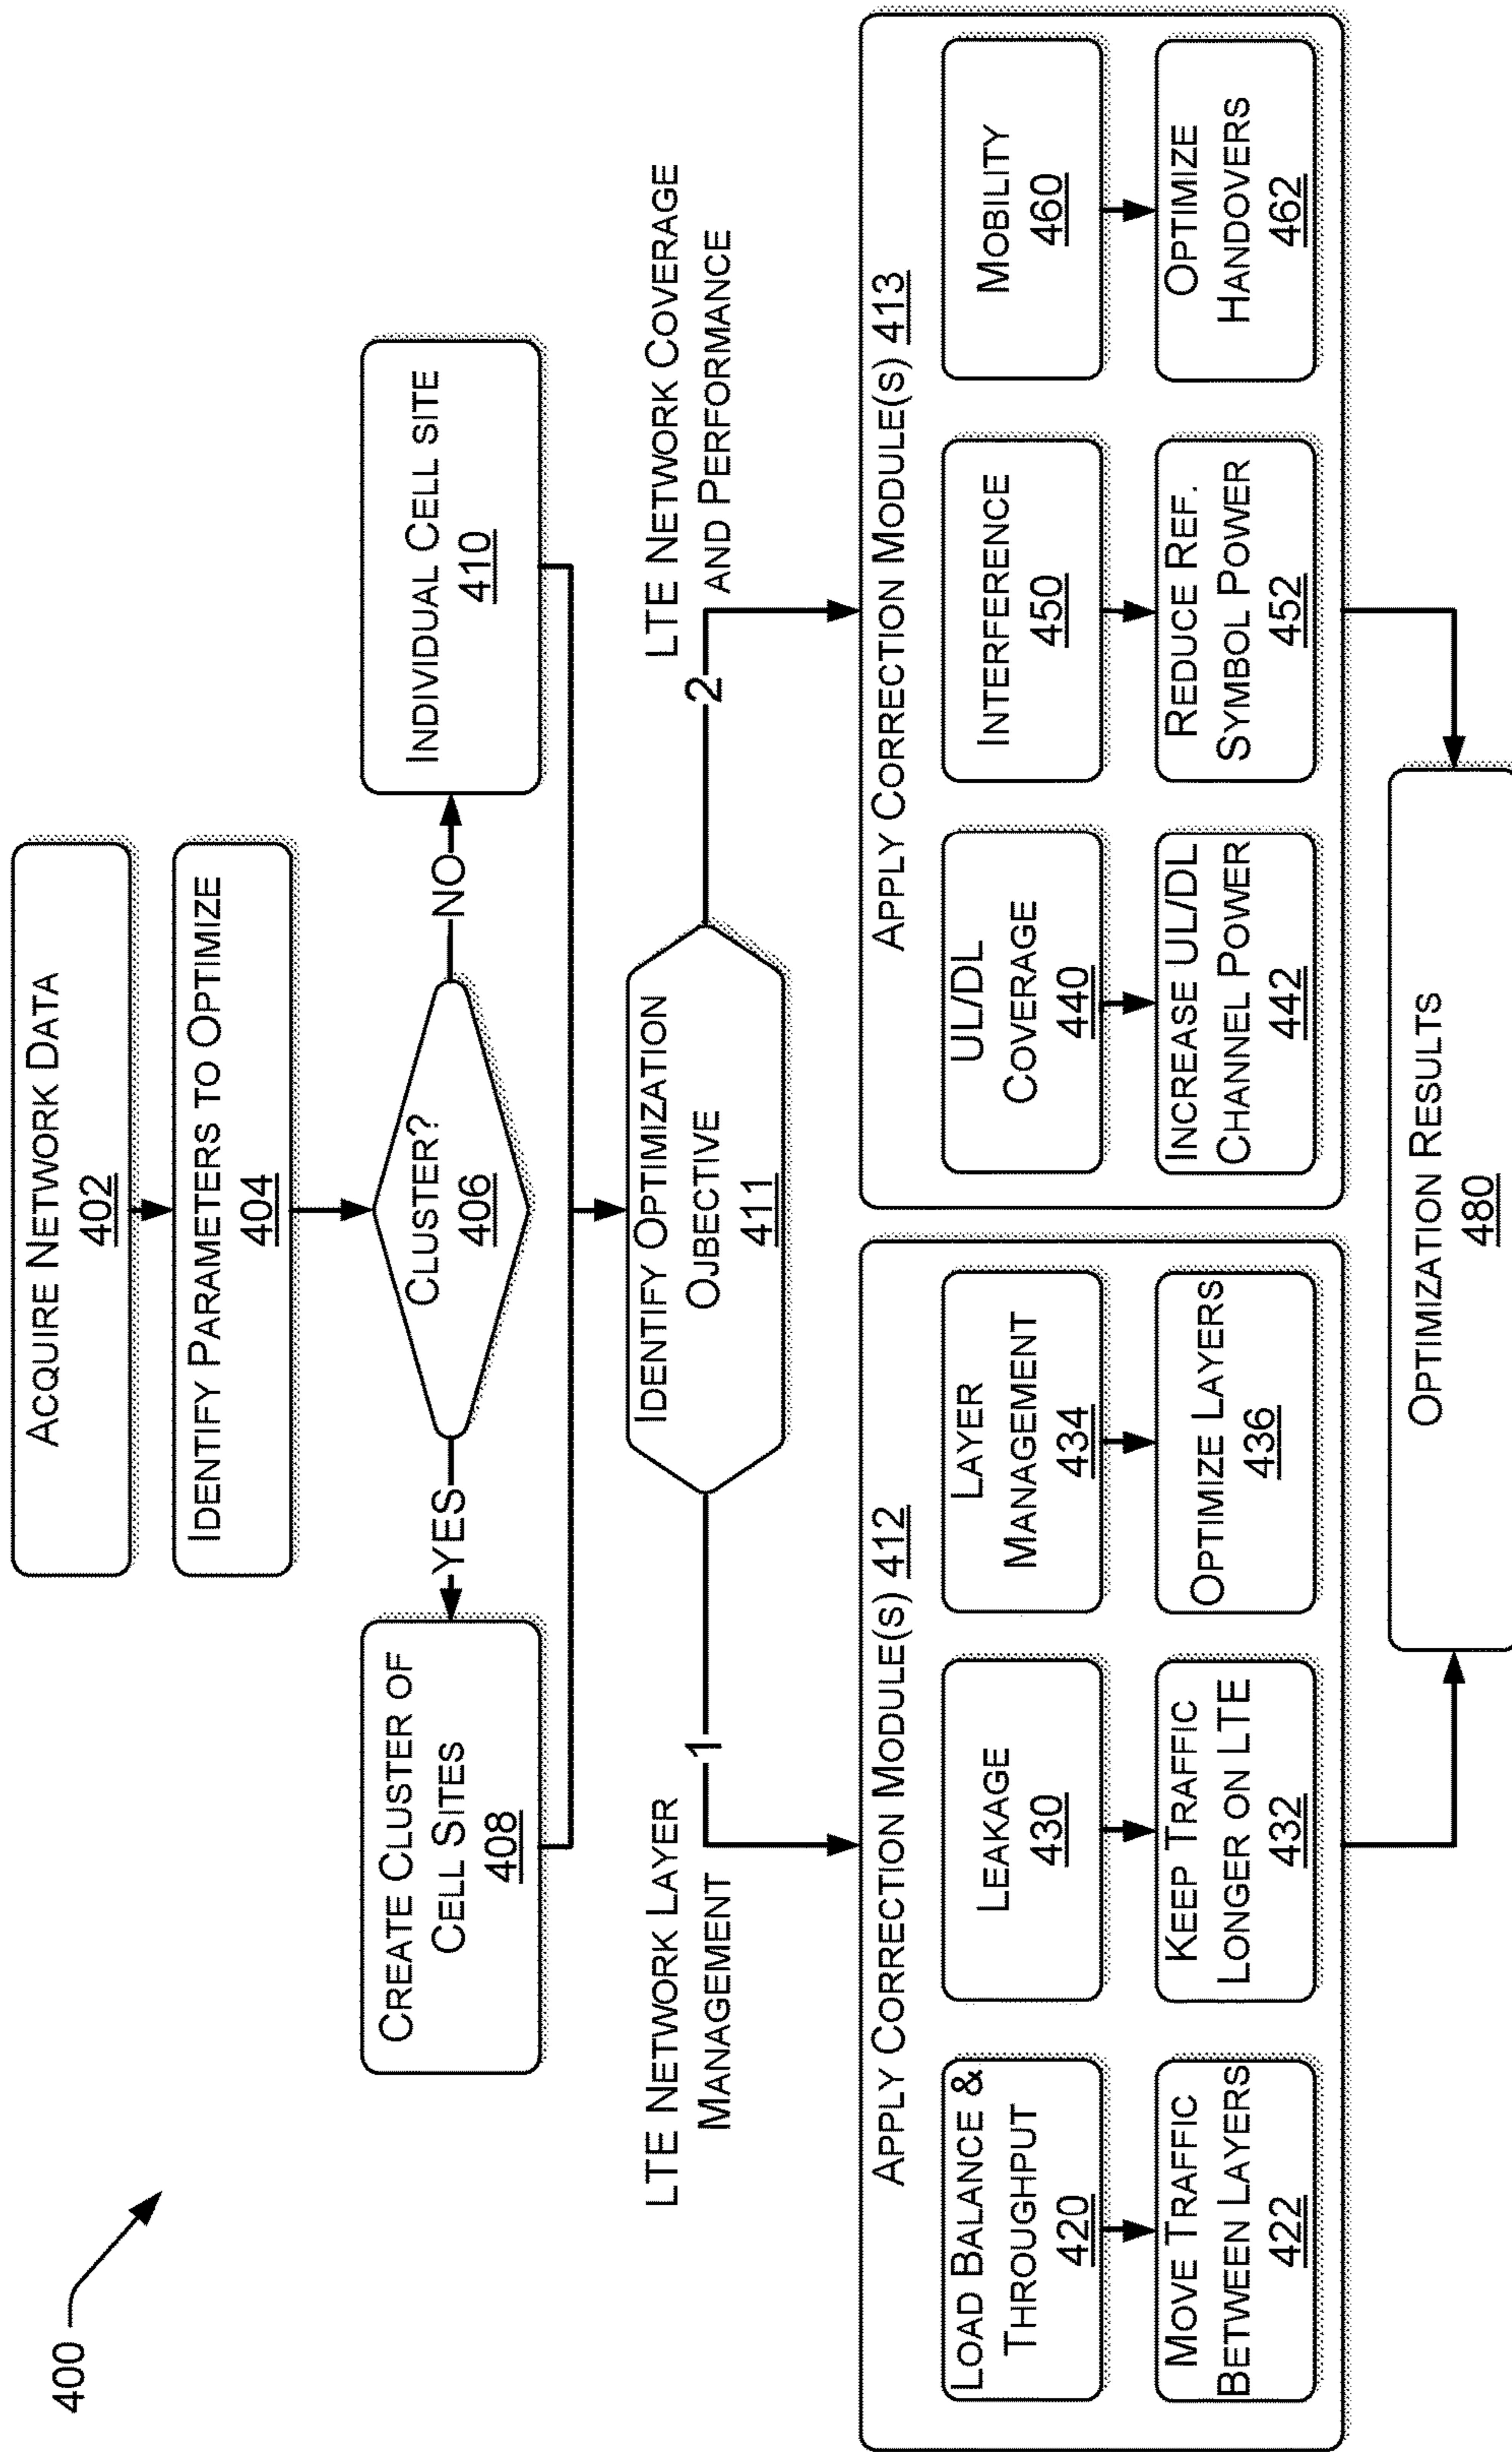 400
ACQUIRE NETWORK DATA
402
IDENTIFY PARAMETERS TO OPTIMIZE
404
CLUSTER?
406
YES
NO
CREATE CLUSTER OF
CELL SITES
408
INDIVIDUAL CELL SITE
410
IDENTIFY OPTIMIZATION
OJBECTIVE
411
LTE NETWORK LAYER
MANAGEMENT
1
2
LTE NETWORK COVERAGE
AND PERFORMANCE
APPLY CORRECTION MODULE(S) 412
LOAD BALANCE &
THROUGHPUT
420
MOVE TRAFFIC
BETWEEN LAYERS
422
LEAKAGE
430
KEEP TRAFFIC
LONGER ON LTE
432
LAYER
MANAGEMENT
434
OPTIMIZE LAYERS
436
APPLY CORRECTION MODULE(S) 413
UL/DL
COVERAGE
440
INCREASE UL/DL
CHANNEL POWER
442
INTERFERENCE
450
REDUCE REF.
SYMBOL POWER
452
MOBILITY
460
OPTIMIZE
HANDOVERS
462
OPTIMIZATION RESULTS
480